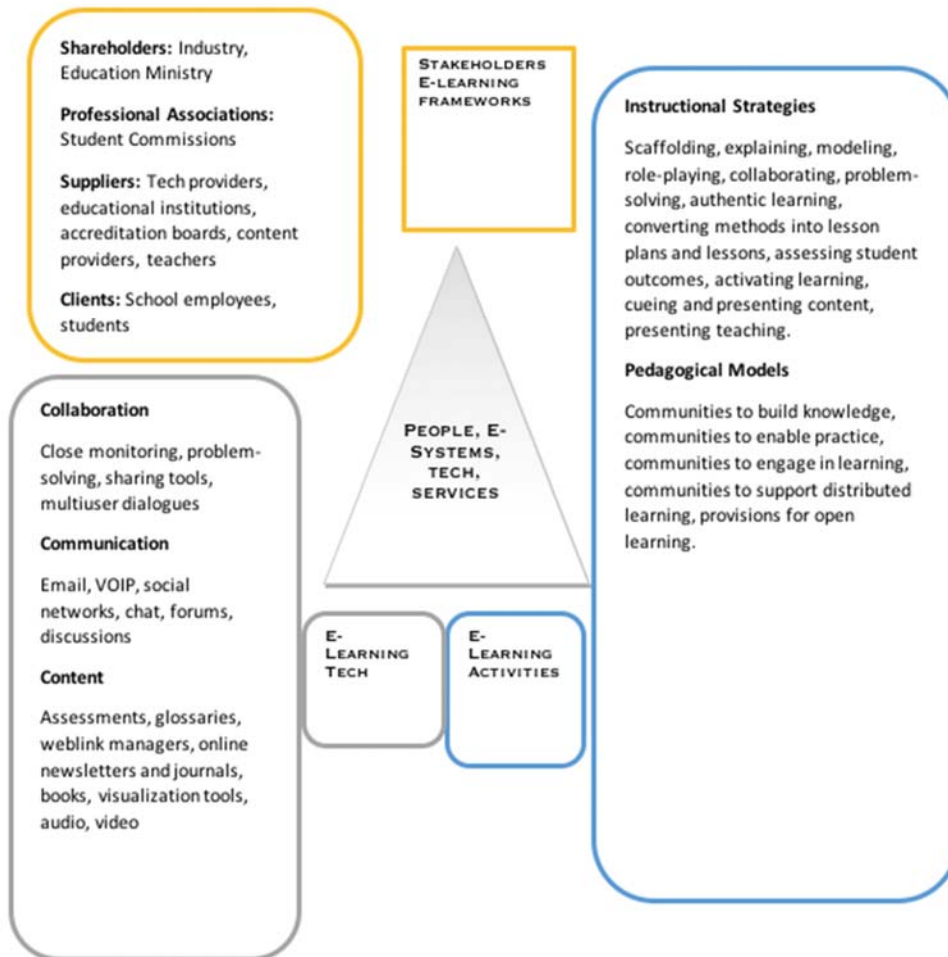 Shareholders: Industry,
Education Ministry
Professional Associations:
Student Commissions
Suppliers: Tech providers,
educational institutions,
accreditation boards, content
providers, teachers
Clients: School employees,
students
STAKEHOLDERS
E-LEARNING
FRAMEWORKS
Instructional Strategies
Scaffolding, explaining, modeling,
role-playing, collaborating, problem-
solving, authentic learning,
converting methods into lesson
plans and lessons, assessing student
outcomes, activating learning,
cueing and presenting content,
presenting teaching.
Pedagogical Models
Communities to build knowledge,
communities to enable practice,
communities to engage in learning,
communities to support distributed
learning, provisions for open
learning.
PEOPLE, E-
SYSTEMS,
TECH,
SERVICES
Collaboration
Close monitoring, problem-
solving, sharing tools,
multiuser dialogues
Communication
Email, VOIP, social
networks, chat, forums,
discussions
Content
Assessments, glossaries,
weblink managers, online
newsletters and journals,
books, visualization tools,
audio, video
E-
LEARNING
TECH
E-
LEARNING
ACTIVITIES